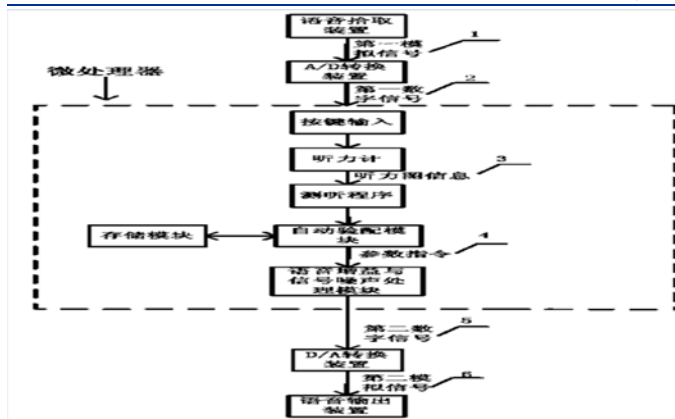 语音拾取
装置
1
第一模
拟信号
A/D转换
装置
2
第一数
字信号
微处理器
按键输入
听力计
3
听力图信息
测听程序
存储模块
自动验配模
块
4
参数指令
语音增益与
信号噪声处
理模块
5
第二数
字信号
D/A转换
装置
6
第二模
拟信号
语音输出
装置